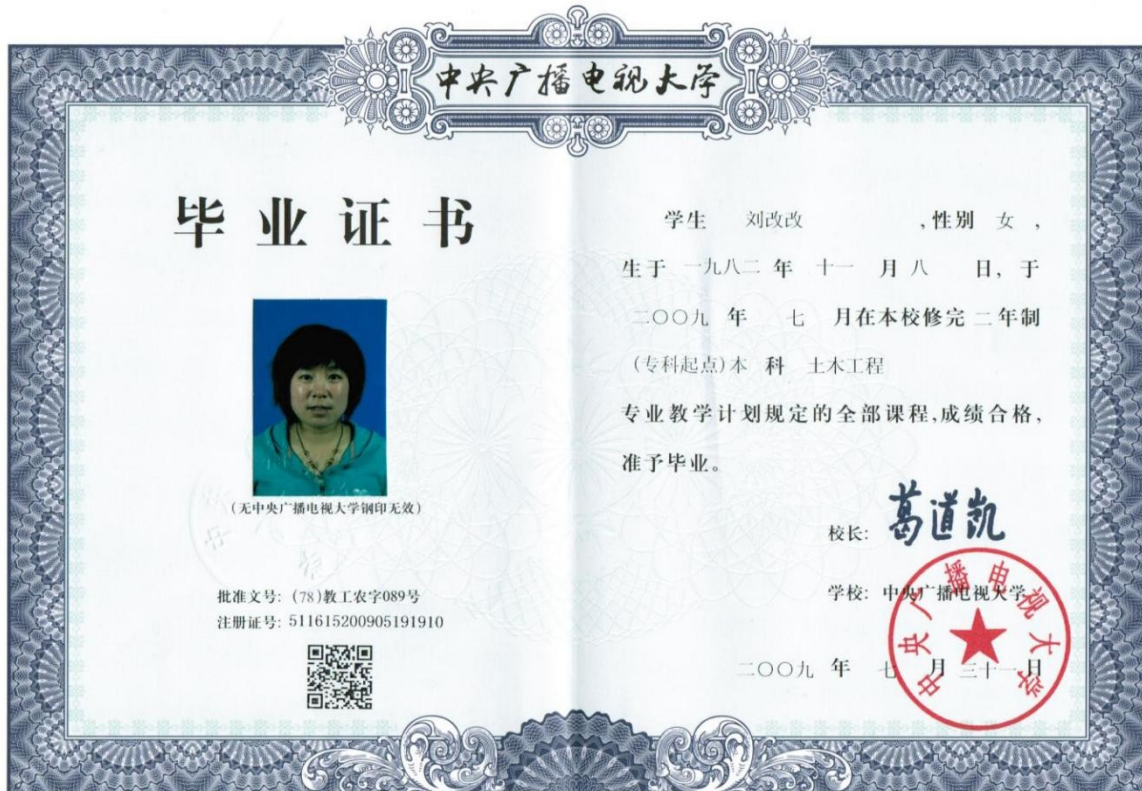 中央广播电视大学
毕业证书
(无中央广播电视大学钢印无效)
批准文号: (78)教工农字089号
注册证号: 511615200905191910
学生 刘改改 ,性别 女 ,
生于 一九八二 年 十一 月 八 日, 于
二〇〇九 年 七 月在本校修完 二年制
(专科起点)本 科 土木工程
专业教学计划规定的全部课程,成绩合格,
准予毕业。
校长: 葛道凯
学校: 中央广播电视大学
二〇〇九 年 七 月 三十一 日
中央广播电视大学